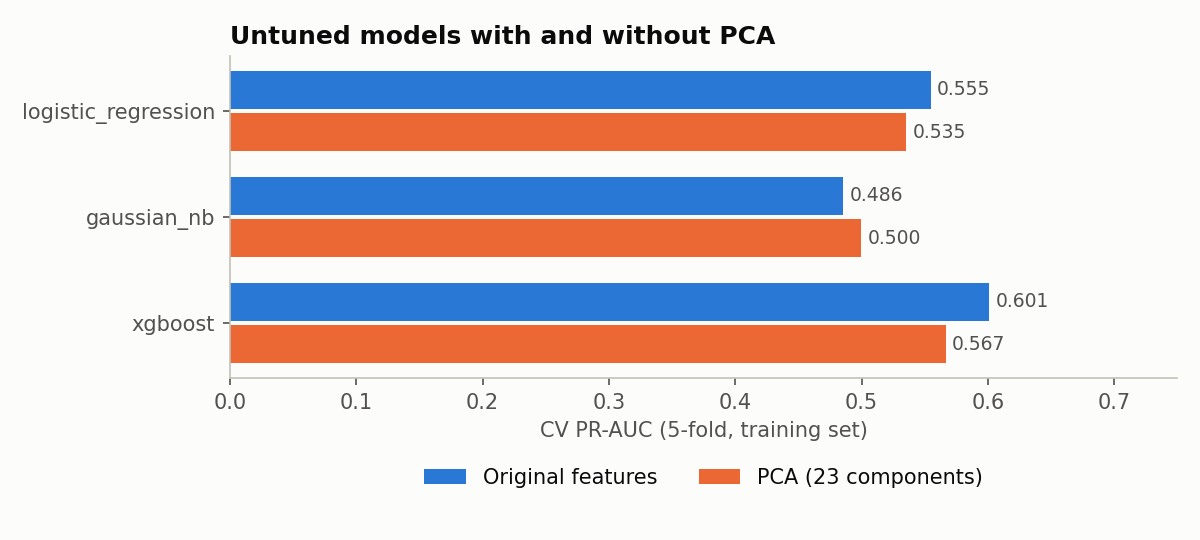 Untuned models with and without PCA
logistic_regression
0.555
0.535
gaussian_nb
0.486
0.500
xgboost
0.601
0.567
0.0 0.1 0.2 0.3 0.4 0.5 0.6 0.7
CV PR-AUC (5-fold, training set)
Original features PCA (23 components)